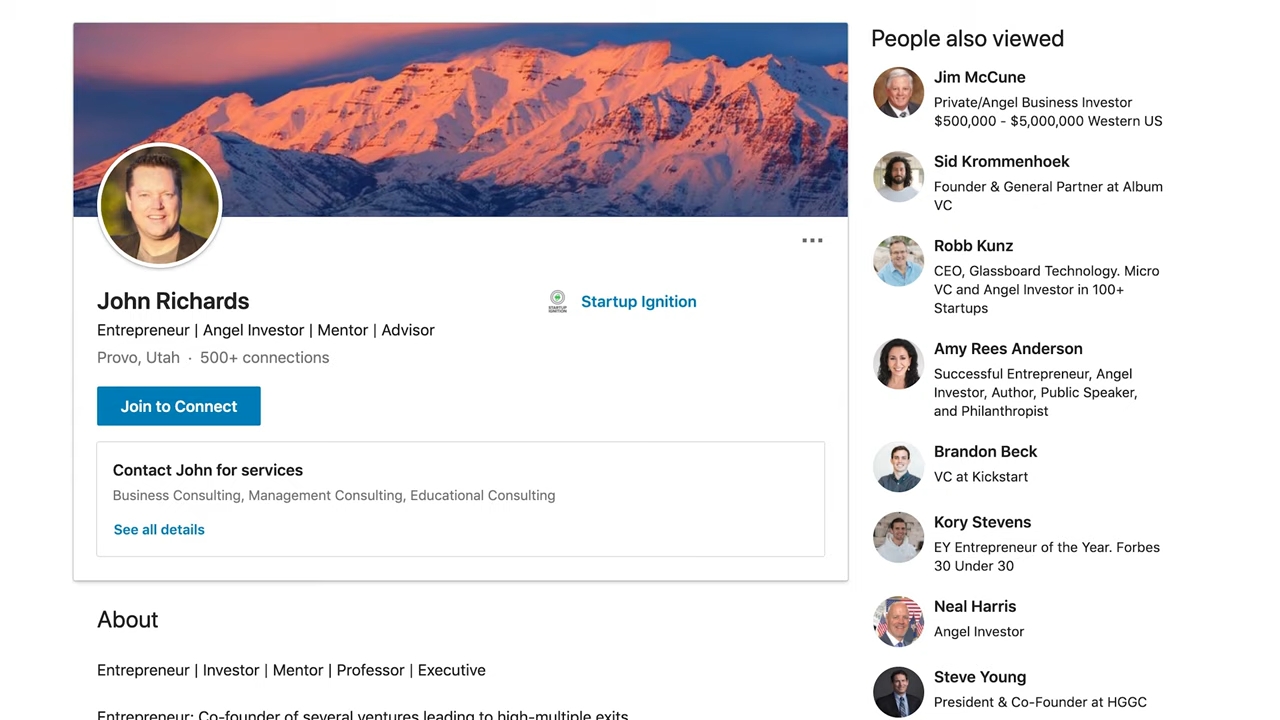 John Richards
Entrepreneur | Angel Investor | Mentor | Advisor
Provo, Utah · 500+ connections
STARTUP
IGNITION
Startup Ignition
Join to Connect
Contact John for services
Business Consulting, Management Consulting, Educational Consulting
See all details
About
Entrepreneur | Investor | Mentor | Professor | Executive
Entrepreneur: Co-founder of several ventures leading to high-multiple exits
People also viewed
Jim McCune
Private/Angel Business Investor
$500,000 - $5,000,000 Western US
Sid Krommenhoek
Founder & General Partner at Album
VC
Robb Kunz
CEO, Glassboard Technology. Micro
VC and Angel Investor in 100+
Startups
Amy Rees Anderson
Successful Entrepreneur, Angel
Investor, Author, Public Speaker,
and Philanthropist
Brandon Beck
VC at Kickstart
Kory Stevens
EY Entrepreneur of the Year. Forbes
30 Under 30
Neal Harris
Angel Investor
Steve Young
President & Co-Founder at HGGC